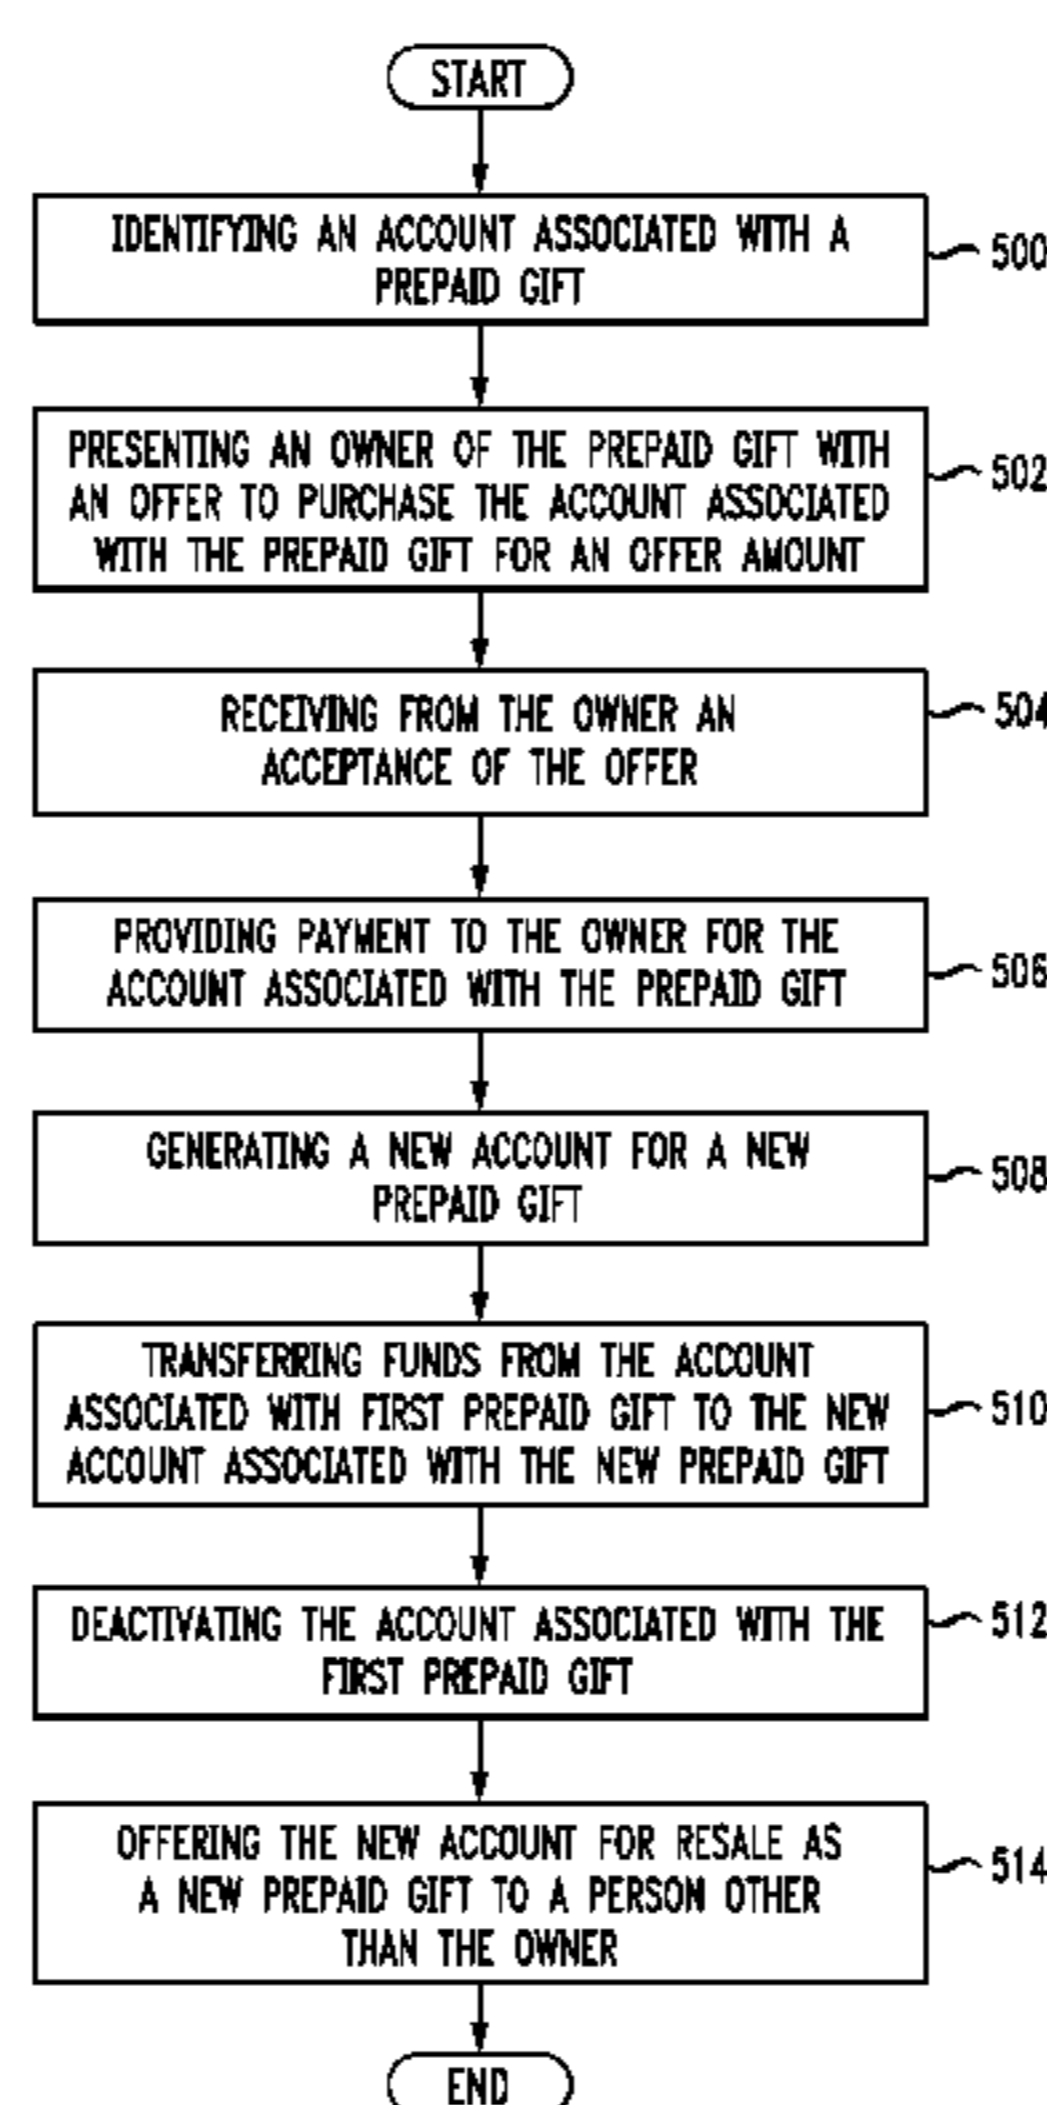 START
IDENTIFYING AN ACCOUNT ASSOCIATED WITH A
PREPAID GIFT
500
PRESENTING AN OWNER OF THE PREPAID GIFT WITH
AN OFFER TO PURCHASE THE ACCOUNT ASSOCIATED
WITH THE PREPAID GIFT FOR AN OFFER AMOUNT
502
RECEIVING FROM THE OWNER AN
ACCEPTANCE OF THE OFFER
504
PROVIDING PAYMENT TO THE OWNER FOR THE
ACCOUNT ASSOCIATED WITH THE PREPAID GIFT
506
GENERATING A NEW ACCOUNT FOR A NEW
PREPAID GIFT
508
TRANSFERRING FUNDS FROM THE ACCOUNT
ASSOCIATED WITH FIRST PREPAID GIFT TO THE NEW
ACCOUNT ASSOCIATED WITH THE NEW PREPAID GIFT
510
DEACTIVATING THE ACCOUNT ASSOCIATED WITH THE
FIRST PREPAID GIFT
512
OFFERING THE NEW ACCOUNT FOR RESALE AS
A NEW PREPAID GIFT TO A PERSON OTHER
THAN THE OWNER
514
END